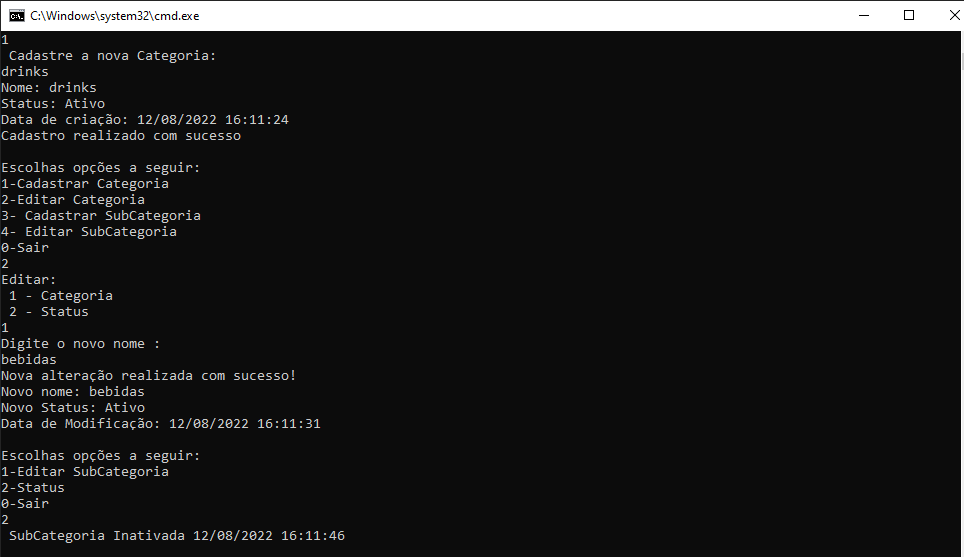 C:\Windows\system32\cmd.exe
1
Cadastre a nova Categoria:
drinks
Nome: drinks
Status: Ativo
Data de criação: 12/08/2022 16:11:24
Cadastro realizado com sucesso
Escolhas opções a seguir:
1-Cadastrar Categoria
2-Editar Categoria
3- Cadastrar SubCategoria
4- Editar SubCategoria
0-Sair
2
Editar:
1 - Categoria
2 - Status
1
Digite o novo nome :
bebidas
Nova alteração realizada com sucesso!
Novo nome: bebidas
Novo Status: Ativo
Data de Modificação: 12/08/2022 16:11:31
Escolhas opções a seguir:
1-Editar SubCategoria
2-Status
0-Sair
2
SubCategoria Inativada 12/08/2022 16:11:46